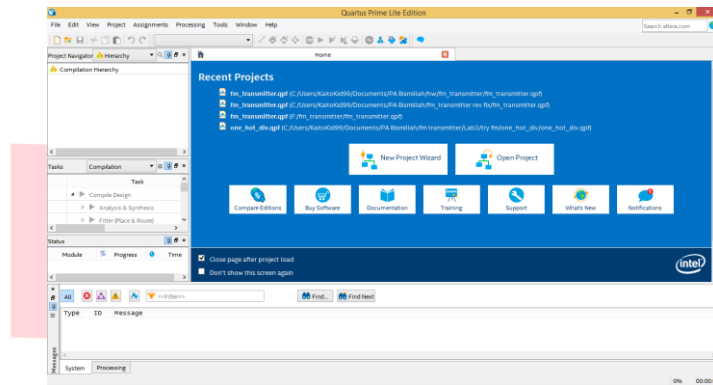 Quartus Prime Lite Edition
File Edit View Project Assignments Processing Tools Window Help
Search altera.com
Project Navigator Hierarchy
Home
Compilation Hierarchy
Recent Projects
fm_transmitter.qpf (C:/Users/KaitoKid99/Documents/PA Bismillah/hw/fm_transmitter/fm_transmitter.qpf)
fm_transmitter.qpf (C:/Users/KaitoKid99/Documents/PA Bismillah/fm_transmitter rev fix/fm_transmitter.qpf)
fm_transmitter.qpf (F:/fm_transmitter/fm_transmitter.qpf)
one_hot_div.qpf (C:/Users/KaitoKid99/Documents/PA Bismillah/fm transmitter/Lab3/try fm/one_hot_div/one_hot_div.qpf)
New Project Wizard
Open Project
Tasks Compilation
Task
Compile Design
Analysis & Synthesis
Fitter (Place & Route)
Compare Editions
Buy Software
Documentation
Training
Support
What's New
Notifications
Status
Module % Progress Time
Close page after project load
Don't show this screen again
intel
All
<<Filter>>
Find...
Find Next
Type ID Message
Messages
System Processing
0% 00:00: